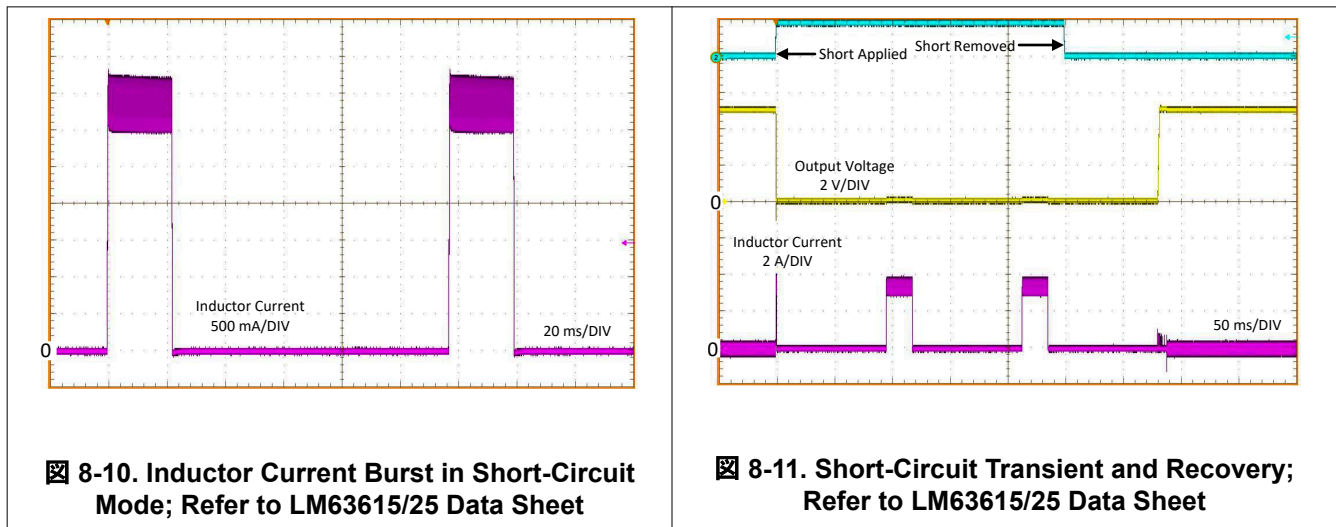 Inductor Current
500 mA/DIV
20 ms/DIV
0
図 8-10. Inductor Current Burst in Short-Circuit
Mode; Refer to LM63615/25 Data Sheet
2
Short Applied
Short Removed
Output Voltage
2 V/DIV
0
Inductor Current
2 A/DIV
50 ms/DIV
0
図 8-11. Short-Circuit Transient and Recovery;
Refer to LM63615/25 Data Sheet